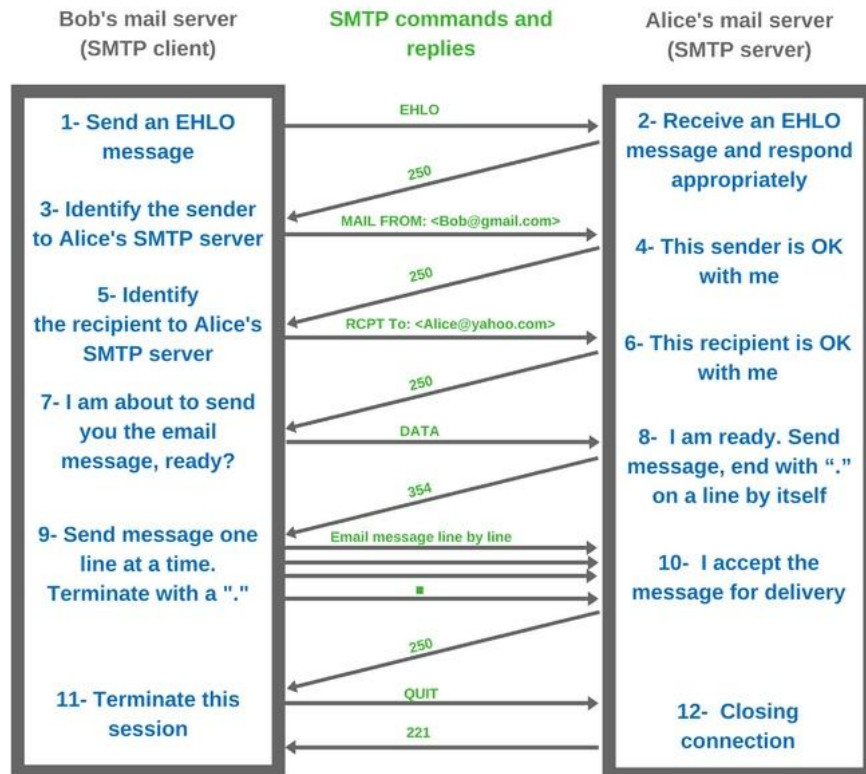 Bob's mail server
(SMTP client)
SMTP commands and
replies
Alice's mail server
(SMTP server)
1- Send an EHLO
message
EHLO
2- Receive an EHLO
message and respond
appropriately
250
3- Identify the sender
to Alice's SMTP server
MAIL FROM: <Bob@gmail.com>
4- This sender is OK
with me
250
5- Identify
the recipient to Alice's
SMTP server
RCPT To: <Alice@yahoo.com>
6- This recipient is OK
with me
250
7- I am about to send
you the email
message, ready?
DATA
8- I am ready. Send
message, end with “.”
on a line by itself
354
9- Send message one
line at a time.
Terminate with a "."
Email message line by line
.
10- I accept the
message for delivery
250
11- Terminate this
session
QUIT
12- Closing
connection
221